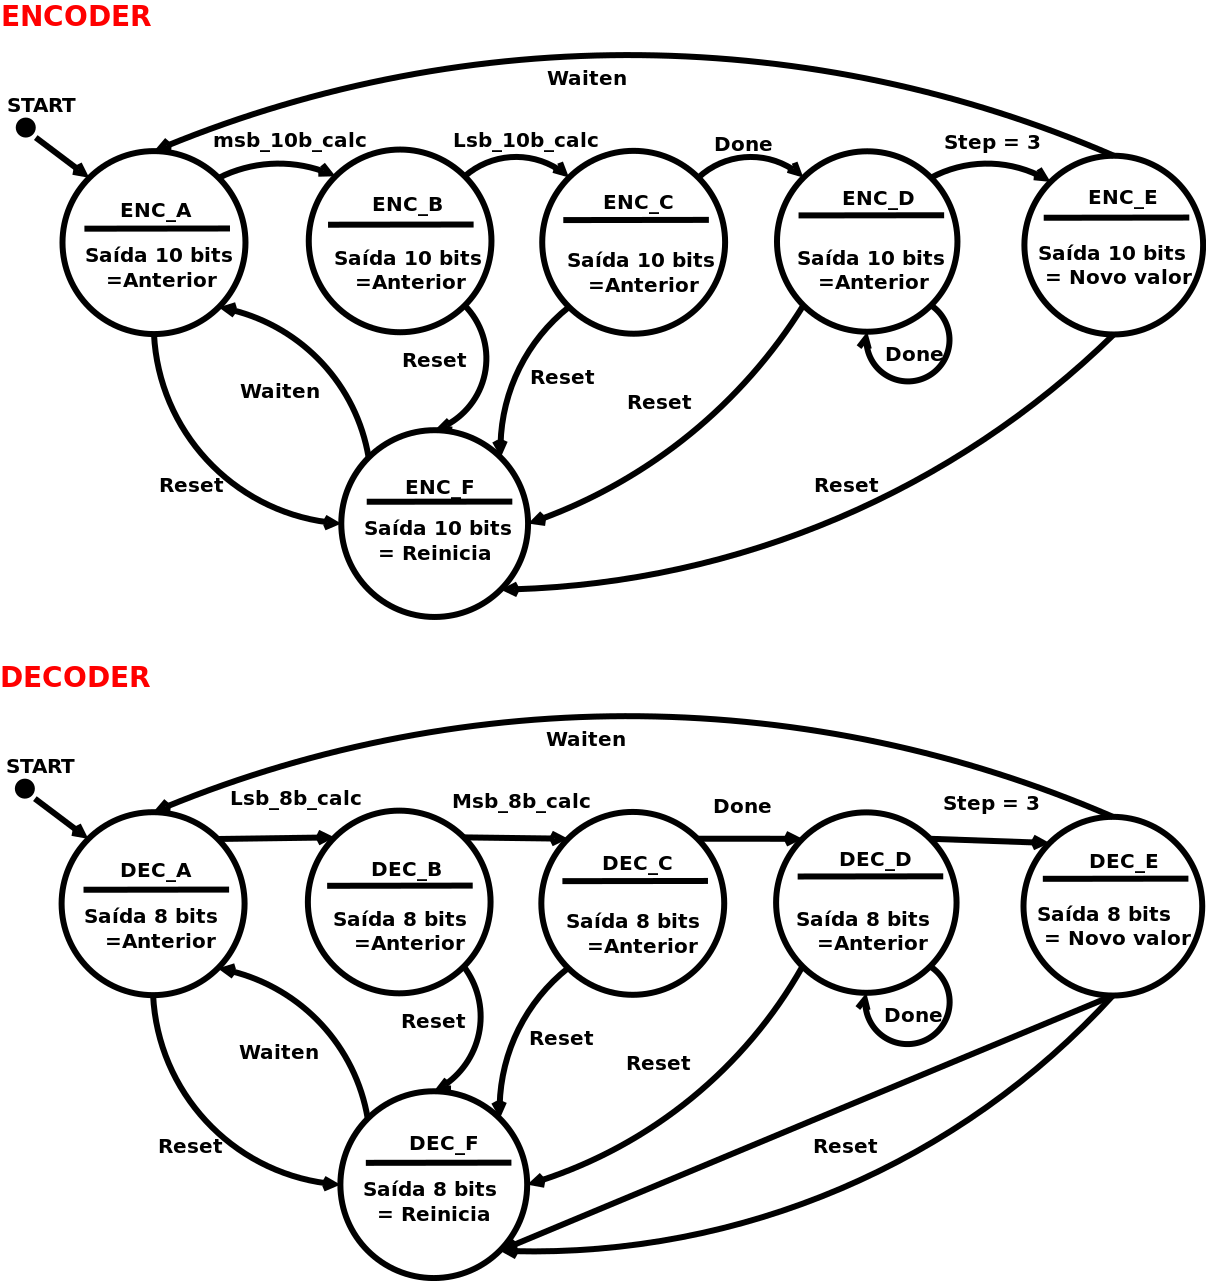 ENCODER
Waiten
START
msb_10b_calc
Lsb_10b_calc
Done
Step = 3
ENC_A
Saída 10 bits
=Anterior
ENC_B
Saída 10 bits
=Anterior
ENC_C
Saída 10 bits
=Anterior
ENC_D
Saída 10 bits
=Anterior
ENC_E
Saída 10 bits
= Novo valor
Done
Reset
Reset
Waiten
Reset
Reset
Reset
ENC_F
Saída 10 bits
= Reinicia
DECODER
Waiten
START
Lsb_8b_calc
Msb_8b_calc
Done
Step = 3
DEC_A
Saída 8 bits
=Anterior
DEC_B
Saída 8 bits
=Anterior
DEC_C
Saída 8 bits
=Anterior
DEC_D
Saída 8 bits
=Anterior
DEC_E
Saída 8 bits
= Novo valor
Done
Reset
Reset
Waiten
Reset
Reset
Reset
DEC_F
Saída 8 bits
= Reinicia